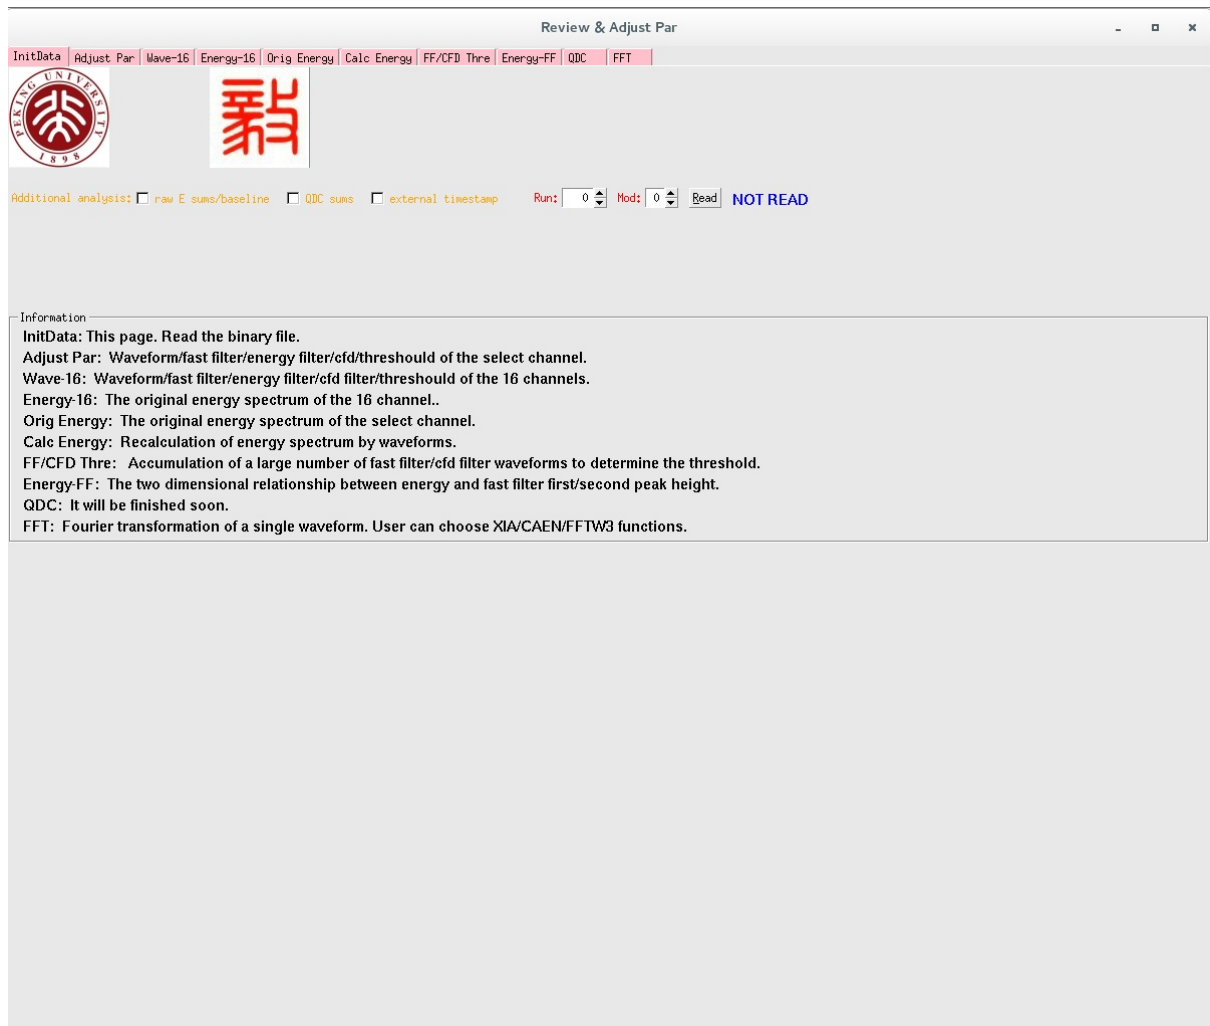 Review & Adjust Par
InitData Adjust Par Wave-16 Energy-16 Orig Energy Calc Energy FF/CFD Thre Energy-FF QDC FFT
PEKING UNIVERSITY
1898
毅
Additional analysis: raw E sums/baseline QDC sums external timestamp Run: 0 Mod: 0 Read NOT READ
Information
InitData: This page. Read the binary file.
Adjust Par: Waveform/fast filter/energy filter/cfd/threshould of the select channel.
Wave-16: Waveform/fast filter/energy filter/cfd filter/threshould of the 16 channels.
Energy-16: The original energy spectrum of the 16 channel..
Orig Energy: The original energy spectrum of the select channel.
Calc Energy: Recalculation of energy spectrum by waveforms.
FF/CFD Thre: Accumulation of a large number of fast filter/cfd filter waveforms to determine the threshold.
Energy-FF: The two dimensional relationship between energy and fast filter first/second peak height.
QDC: It will be finished soon.
FFT: Fourier transformation of a single waveform. User can choose XIA/CAEN/FFTW3 functions.